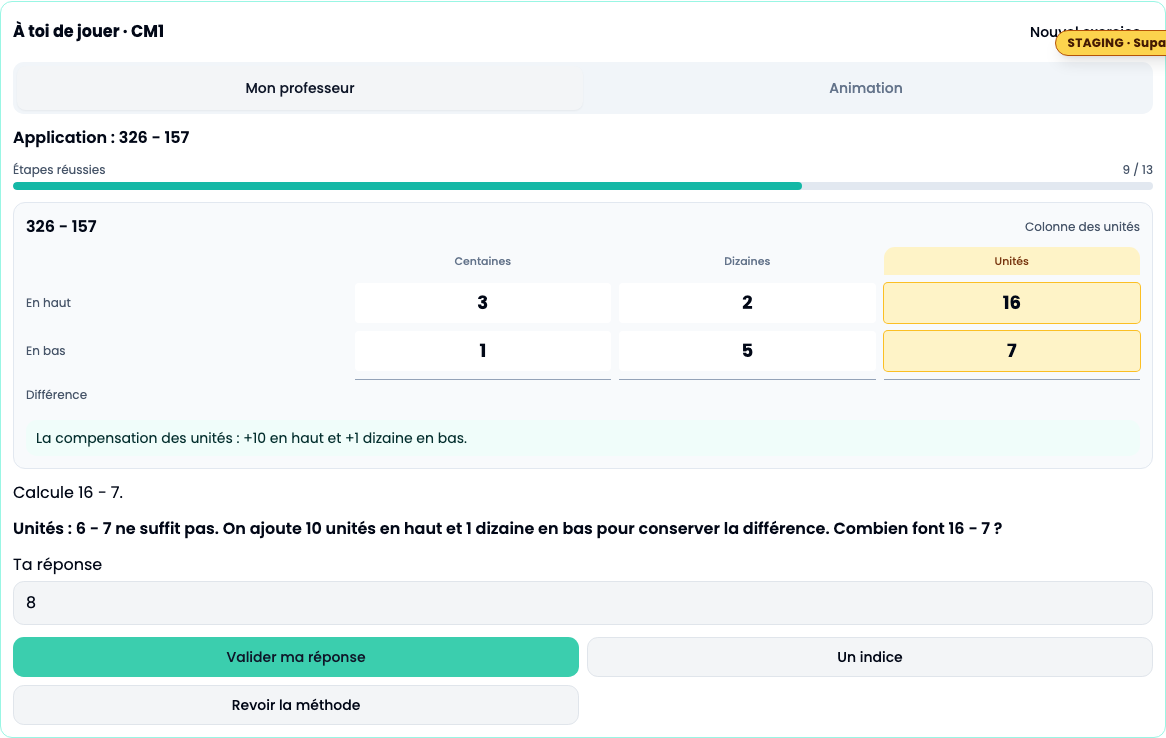 À toi de jouer · CM1
STAGING · Supa
Mon professeur Animation
Application : 326 - 157
Étapes réussies 9 / 13
326 - 157 Colonne des unités
Centaines Dizaines Unités
En haut 3 2 16
En bas 1 5 7
Différence
La compensation des unités : +10 en haut et +1 dizaine en bas.
Calcule 16 - 7.
Unités : 6 - 7 ne suffit pas. On ajoute 10 unités en haut et 1 dizaine en bas pour conserver la différence. Combien font 16 - 7 ?
Ta réponse
8
Valider ma réponse Un indice
Revoir la méthode